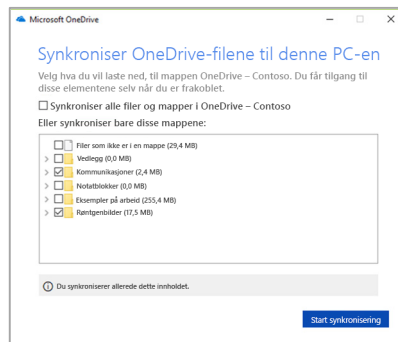 Microsoft OneDrive
Synkroniser OneDrive-filene til denne PC-en
Velg hva du vil laste ned, til mappen OneDrive – Contoso. Du får tilgang til
disse elementene selv når du er frakoblet.
Synkroniser alle filer og mapper i OneDrive – Contoso
Eller synkroniser bare disse mappene:
Filer som ikke er i en mappe (29,4 MB)
Vedlegg (0,0 MB)
Kommunikasjoner (2,4 MB)
Notatblokker (0,0 MB)
Eksempler på arbeid (255,4 MB)
Røntgenbilder (17,5 MB)
Du synkroniserer allerede dette innholdet.
Start synkronisering